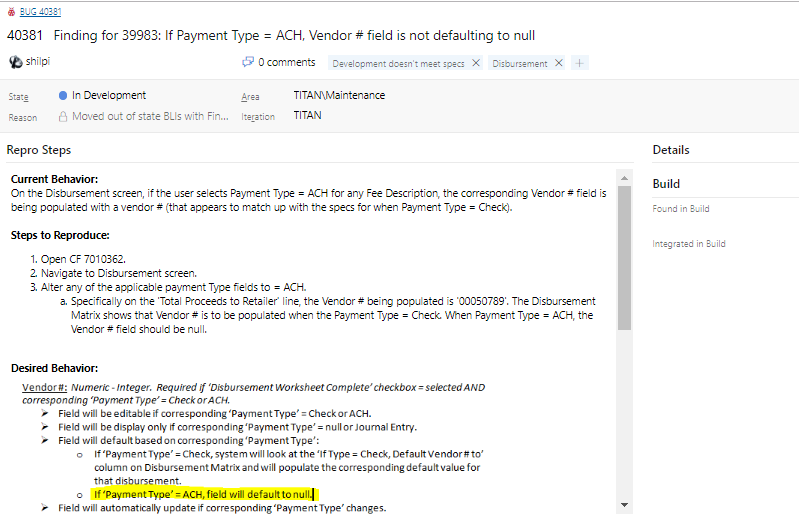 BUG 40381
40381 Finding for 39983: If Payment Type = ACH, Vendor # field is not defaulting to null
shilpi 0 comments Development doesn't meet specs × Disbursement × +
State In Development Area TITAN\Maintenance
Reason Moved out of state BLIs with Fin... Iteration TITAN
Repro Steps
Details
Current Behavior:
On the Disbursement screen, if the user selects Payment Type = ACH for any Fee Description, the corresponding Vendor # field is
being populated with a vendor # (that appears to match up with the specs for when Payment Type = Check).
Build
Found in Build
Integrated in Build
Steps to Reproduce:
1. Open CF 7010362.
2. Navigate to Disbursement screen.
3. Alter any of the applicable payment Type fields to = ACH.
a. Specifically on the 'Total Proceeds to Retailer' line, the Vendor # being populated is '00050789'. The Disbursement
Matrix shows that Vendor # is to be populated when the Payment Type = Check. When Payment Type = ACH, the
Vendor # field should be null.
Desired Behavior:
Vendor #: Numeric - Integer. Required if 'Disbursement Worksheet Complete' checkbox = selected AND
corresponding 'Payment Type' = Check or ACH.
➤ Field will be editable if corresponding 'Payment Type' = Check or ACH.
➤ Field will be display only if corresponding 'Payment Type' = null or Journal Entry.
➤ Field will default based on corresponding 'Payment Type':
o If 'Payment Type' = Check, system will look at the 'If Type = Check, Default Vendor # to'
column on Disbursement Matrix and will populate the corresponding default value for
that disbursement.
o If 'Payment Type' = ACH, field will default to null.
➤ Field will automatically update if corresponding 'Payment Type' changes.